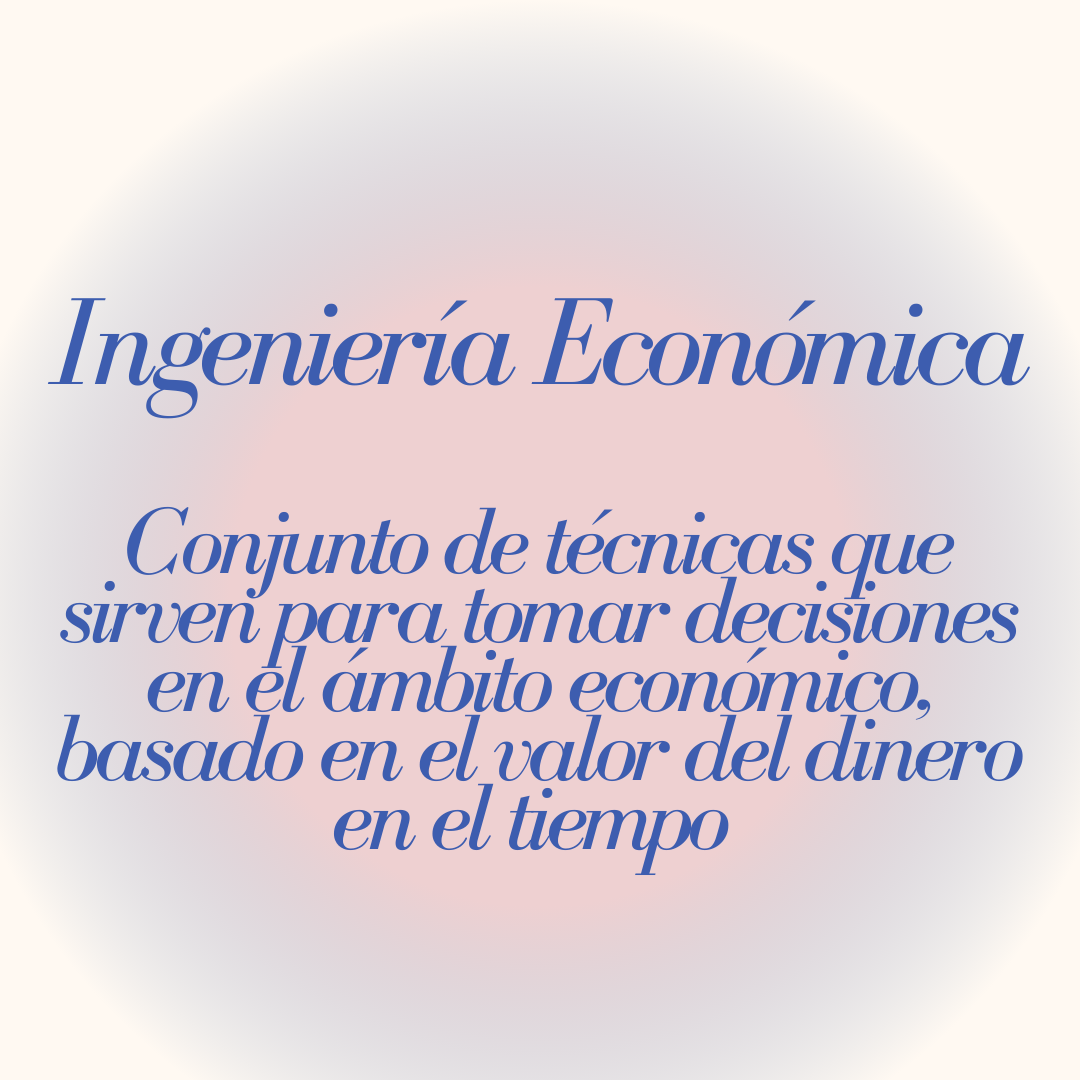 Ingeniería Económica
Conjunto de técnicas que
sirven para tomar decisiones
en el ámbito económico,
basado en el valor del dinero
en el tiempo